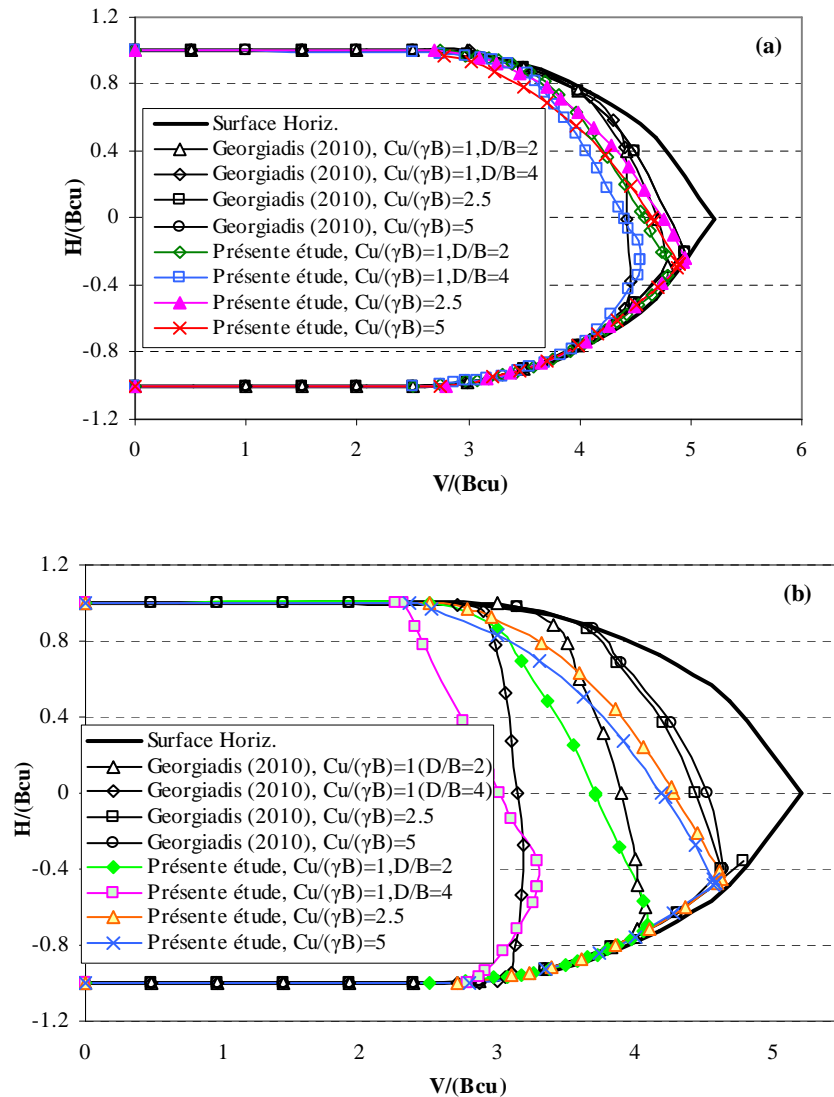 (a)
1.2
0.8
0.4
0
-0.4
-0.8
-1.2
H/(Bcu)
Surface Horiz.
Georgiadis (2010), Cu/(γB)=1,D/B=2
Georgiadis (2010), Cu/(γB)=1,D/B=4
Georgiadis (2010), Cu/(γB)=2.5
Georgiadis (2010), Cu/(γB)=5
Présente étude, Cu/(γB)=1,D/B=2
Présente étude, Cu/(γB)=1,D/B=4
Présente étude, Cu/(γB)=2.5
Présente étude, Cu/(γB)=5
0 1 2 3 4 5 6
V/(Bcu)
(b)
1.2
0.8
0.4
0
-0.4
-0.8
-1.2
H/(Bcu)
Surface Horiz.
Georgiadis (2010), Cu/(γB)=1(D/B=2)
Georgiadis (2010), Cu/(γB)=1(D/B=4)
Georgiadis (2010), Cu/(γB)=2.5
Georgiadis (2010), Cu/(γB)=5
Présente étude, Cu/(γB)=1,D/B=2
Présente étude, Cu/(γB)=1,D/B=4
Présente étude, Cu/(γB)=2.5
Présente étude, Cu/(γB)=5
0 1 2 3 4 5
V/(Bcu)